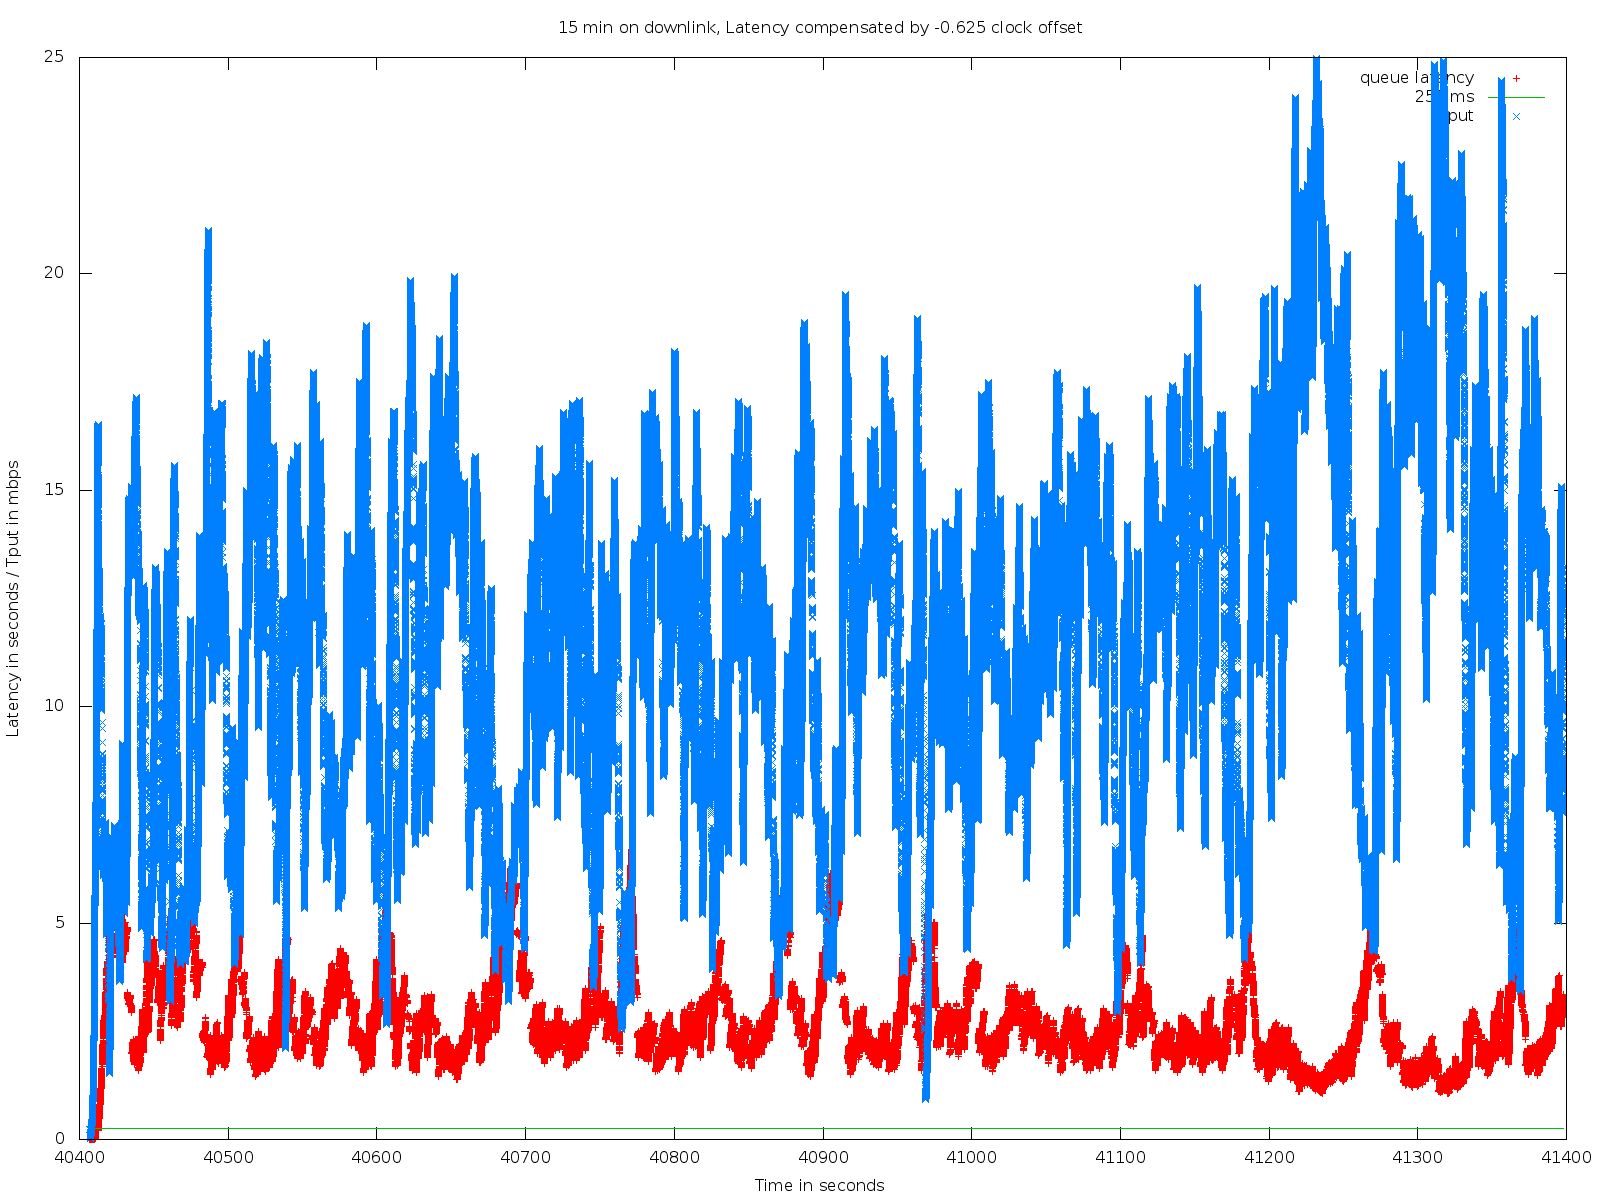 15 min on downlink, Latency compensated by -0.625 clock offset
25
20
15
10
5
0
queue latency
ms
Latency in seconds / Tput in mbps
40400 40500 40600 40700 40800 40900 41000 41100 41200 41300 41400
Time in seconds